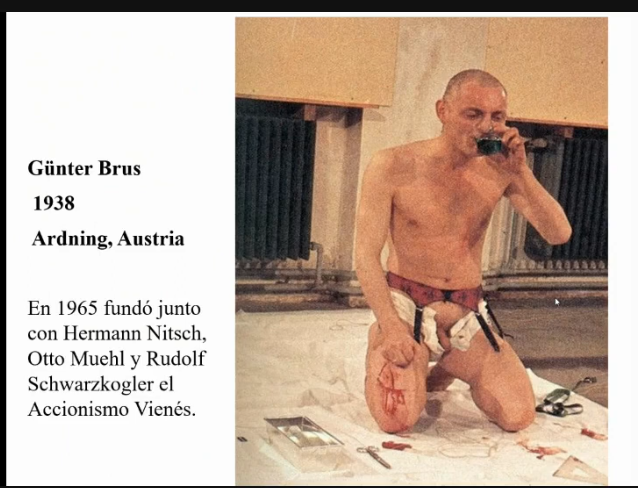 Günter Brus
1938
Ardning, Austria
En 1965 fundó junto
con Hermann Nitsch,
Otto Muehl y Rudolf
Schwarzkogler el
Accionismo Vienés.